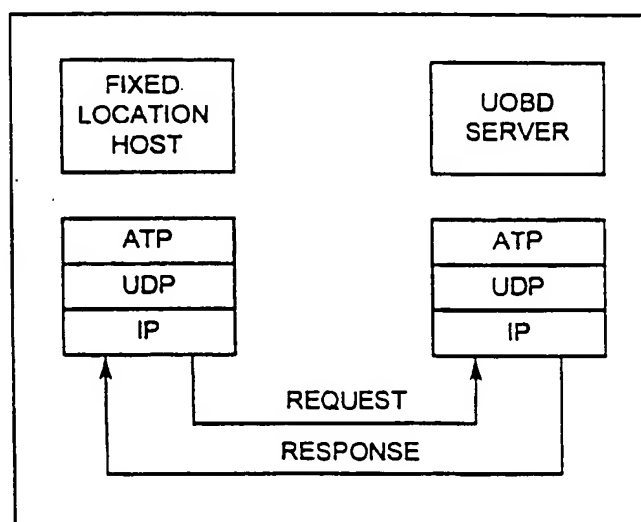 FIXED
LOCATION
HOST
UOBD
SERVER
ATP
UDP
IP
ATP
UDP
IP
REQUEST
RESPONSE